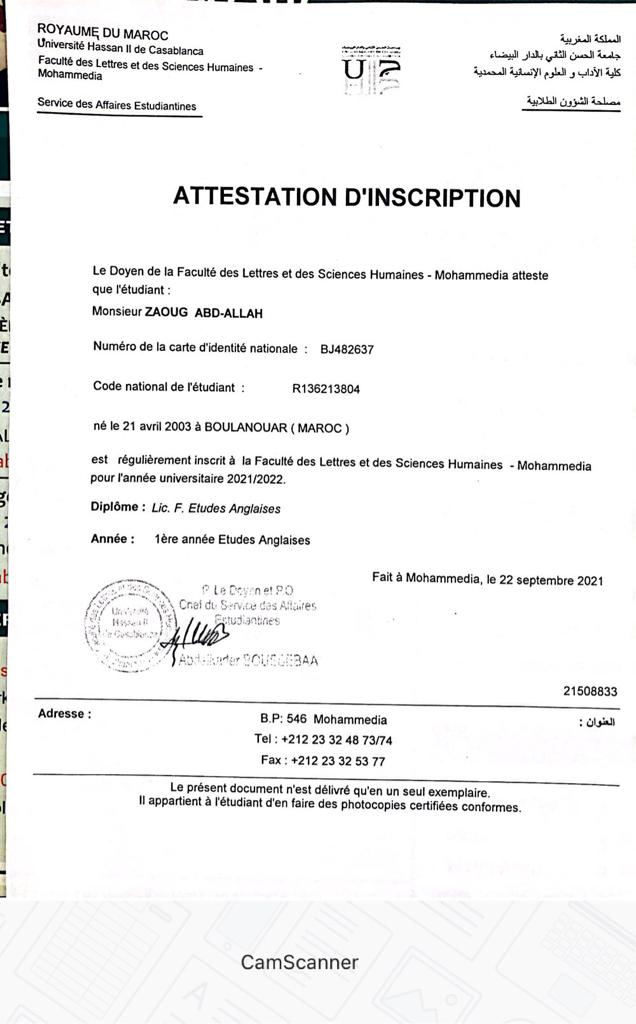 ROYAUME DU MAROC
Université Hassan II de Casablanca
Faculté des Lettres et des Sciences Humaines -
Mohammedia
Service des Affaires Estudiantines
المملكة المغربية
جامعة الحسن الثاني بالدار البيضاء
كلية الآداب و العلوم الإنسانية المحمدية
مصلحة الشؤون الطلابية
ATTESTATION D'INSCRIPTION
Le Doyen de la Faculté des Lettres et des Sciences Humaines - Mohammedia atteste
que l'étudiant :
Monsieur ZAOUG ABD-ALLAH
Numéro de la carte d'identité nationale : BJ482637
Code national de l'étudiant : R136213804
né le 21 avril 2003 à BOULANOUAR ( MAROC )
est régulièrement inscrit à la Faculté des Lettres et des Sciences Humaines - Mohammedia
pour l'année universitaire 2021/2022.
Diplôme : Lic. F. Etudes Anglaises
Année : 1ère année Etudes Anglaises
Fait à Mohammedia, le 22 septembre 2021
P. Le Doyen et P.O
Chef du Service des Affaires
Estudiantines
Université
Hassan II
de Casablanca
Abdelkader
21508833
Adresse :
B.P: 546 Mohammedia
العنوان :
Tel : +212 23 32 48 73/74
Fax : +212 23 32 53 77
Le présent document n'est délivré qu'en un seul exemplaire.
Il appartient à l'étudiant d'en faire des photocopies certifiées conformes.
CamScanner